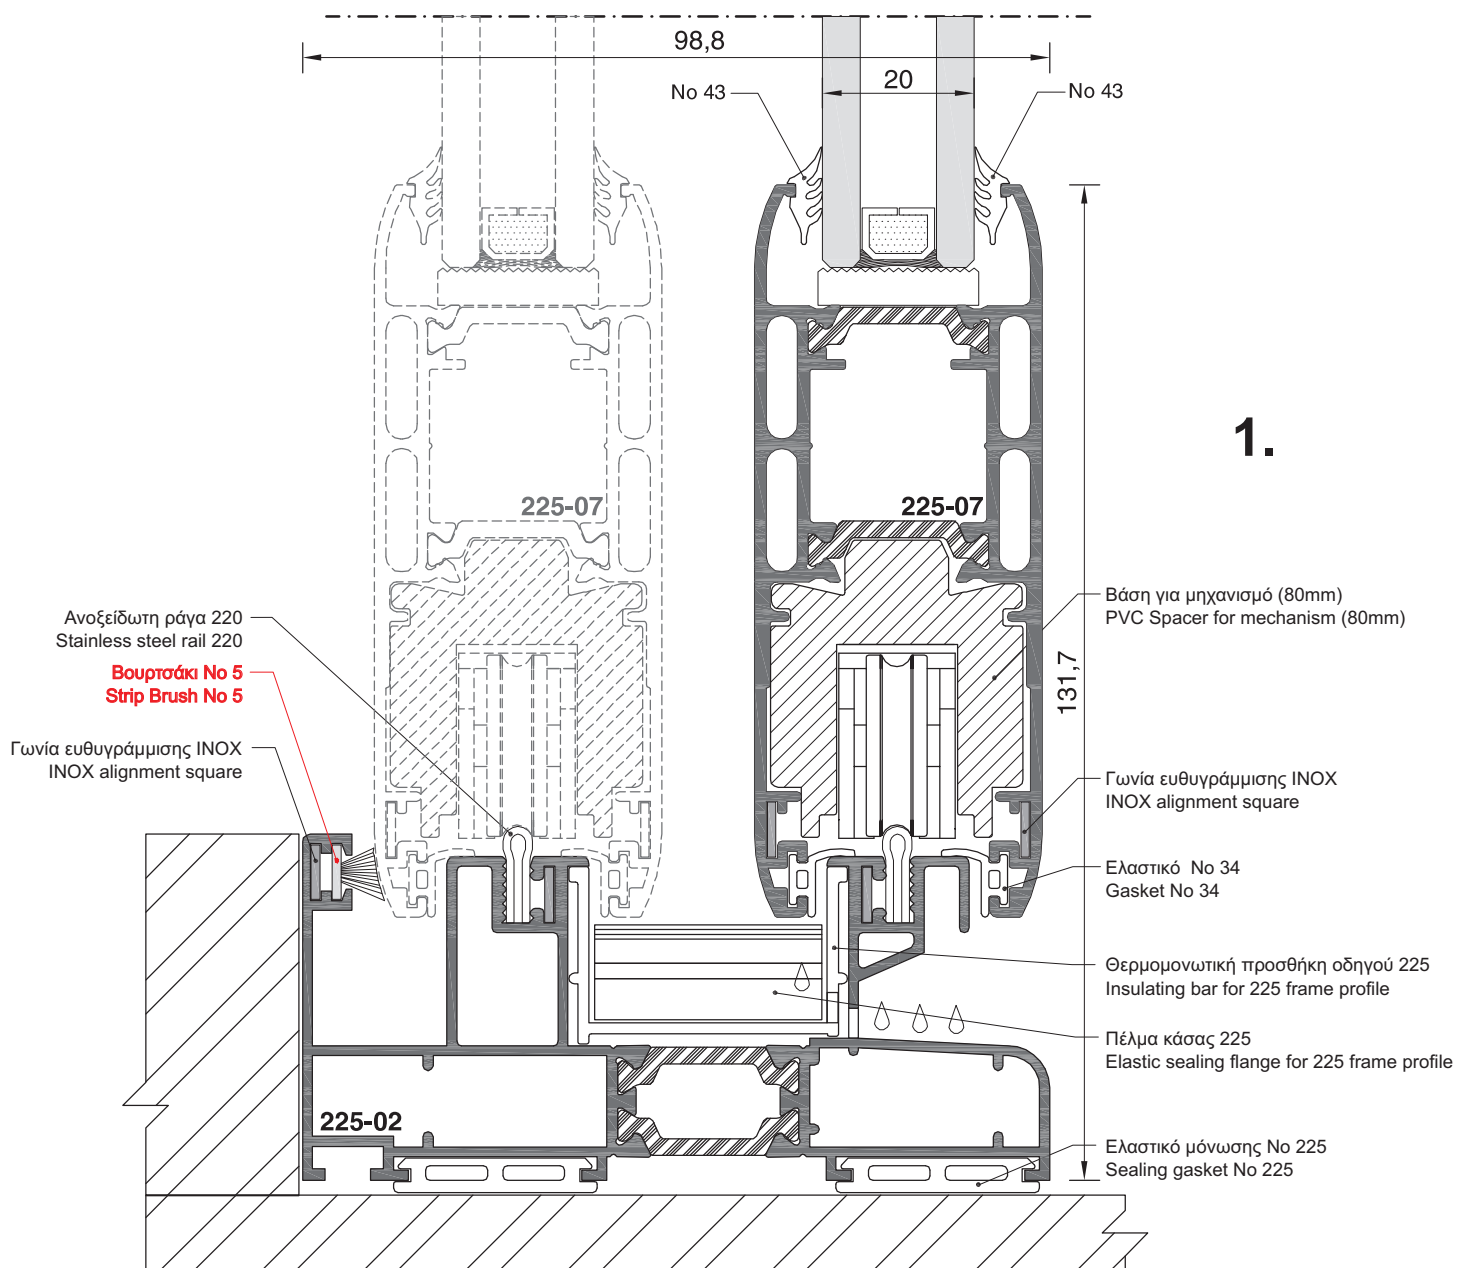 98,8
20
No 43
No 43
1.
225-07
225-07
Ανοξείδωτη ράγα 220
Stainless steel rail 220
Βουρτσάκι No 5
Strip Brush No 5
Γωνία ευθυγράμμισης INOX
INOX alignment square
Βάση για μηχανισμό (80mm)
PVC Spacer for mechanism (80mm)
131,7
Γωνία ευθυγράμμισης INOX
INOX alignment square
Ελαστικό No 34
Gasket No 34
Θερμομονωτική προσθήκη οδηγού 225
Insulating bar for 225 frame profile
Πέλμα κάσας 225
Elastic sealing flange for 225 frame profile
225-02
Ελαστικό μόνωσης No 225
Sealing gasket No 225